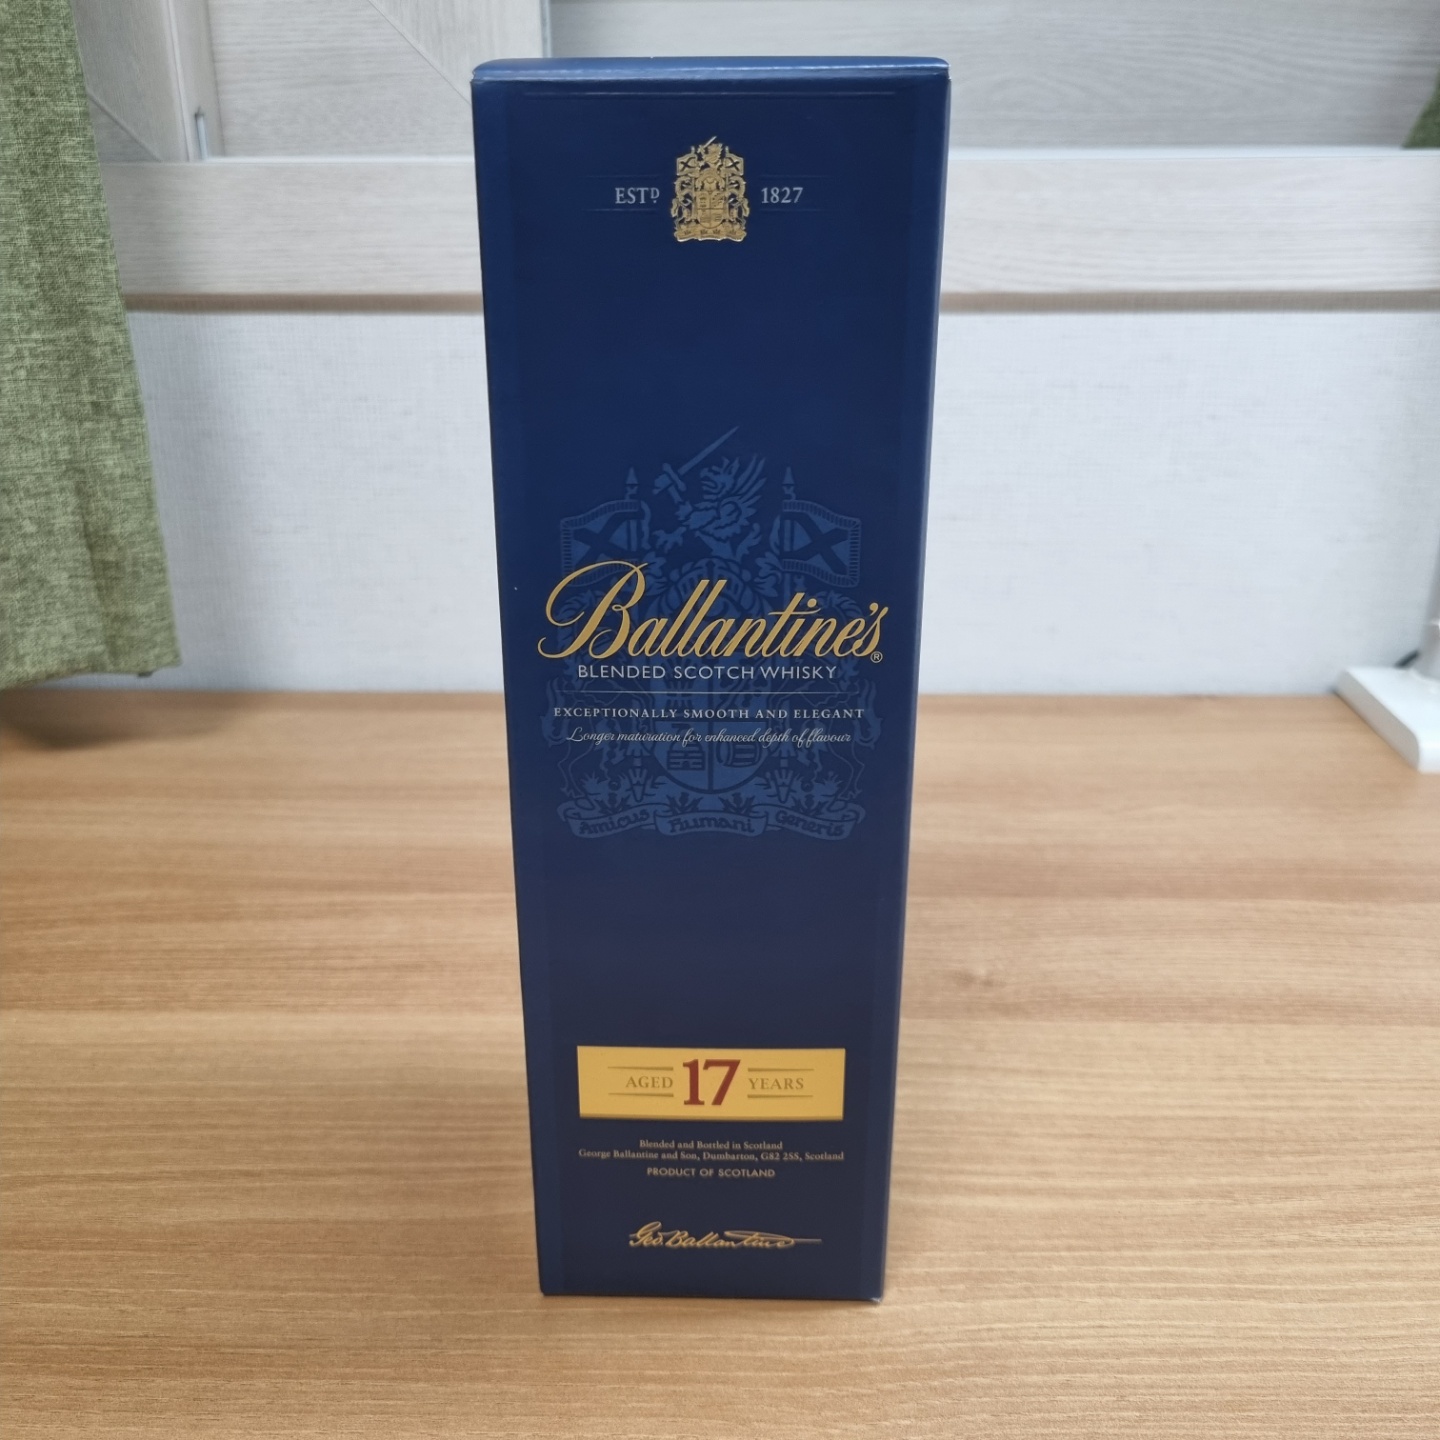 ESTD 1827
Ballantine's®
BLENDED SCOTCH WHISKY
EXCEPTIONALLY SMOOTH AND ELEGANT
Longer maturation for enhanced depth of flavour
Amicus Humani Generis
AGED 17 YEARS
Blended and Bottled in Scotland
George Ballantine and Son, Dumbarton, G82 2SS, Scotland
PRODUCT OF SCOTLAND
Geo. Ballantine